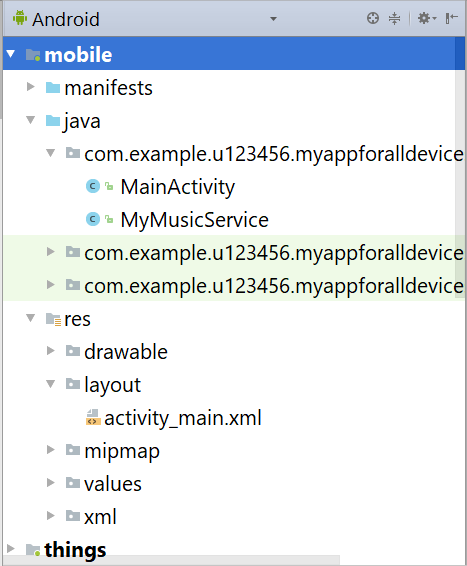 Android
mobile
manifests
java
com.example.u123456.myappforalldevice
MainActivity
MyMusicService
com.example.u123456.myappforalldevice
com.example.u123456.myappforalldevice
res
drawable
layout
activity_main.xml
mipmap
values
xml
things